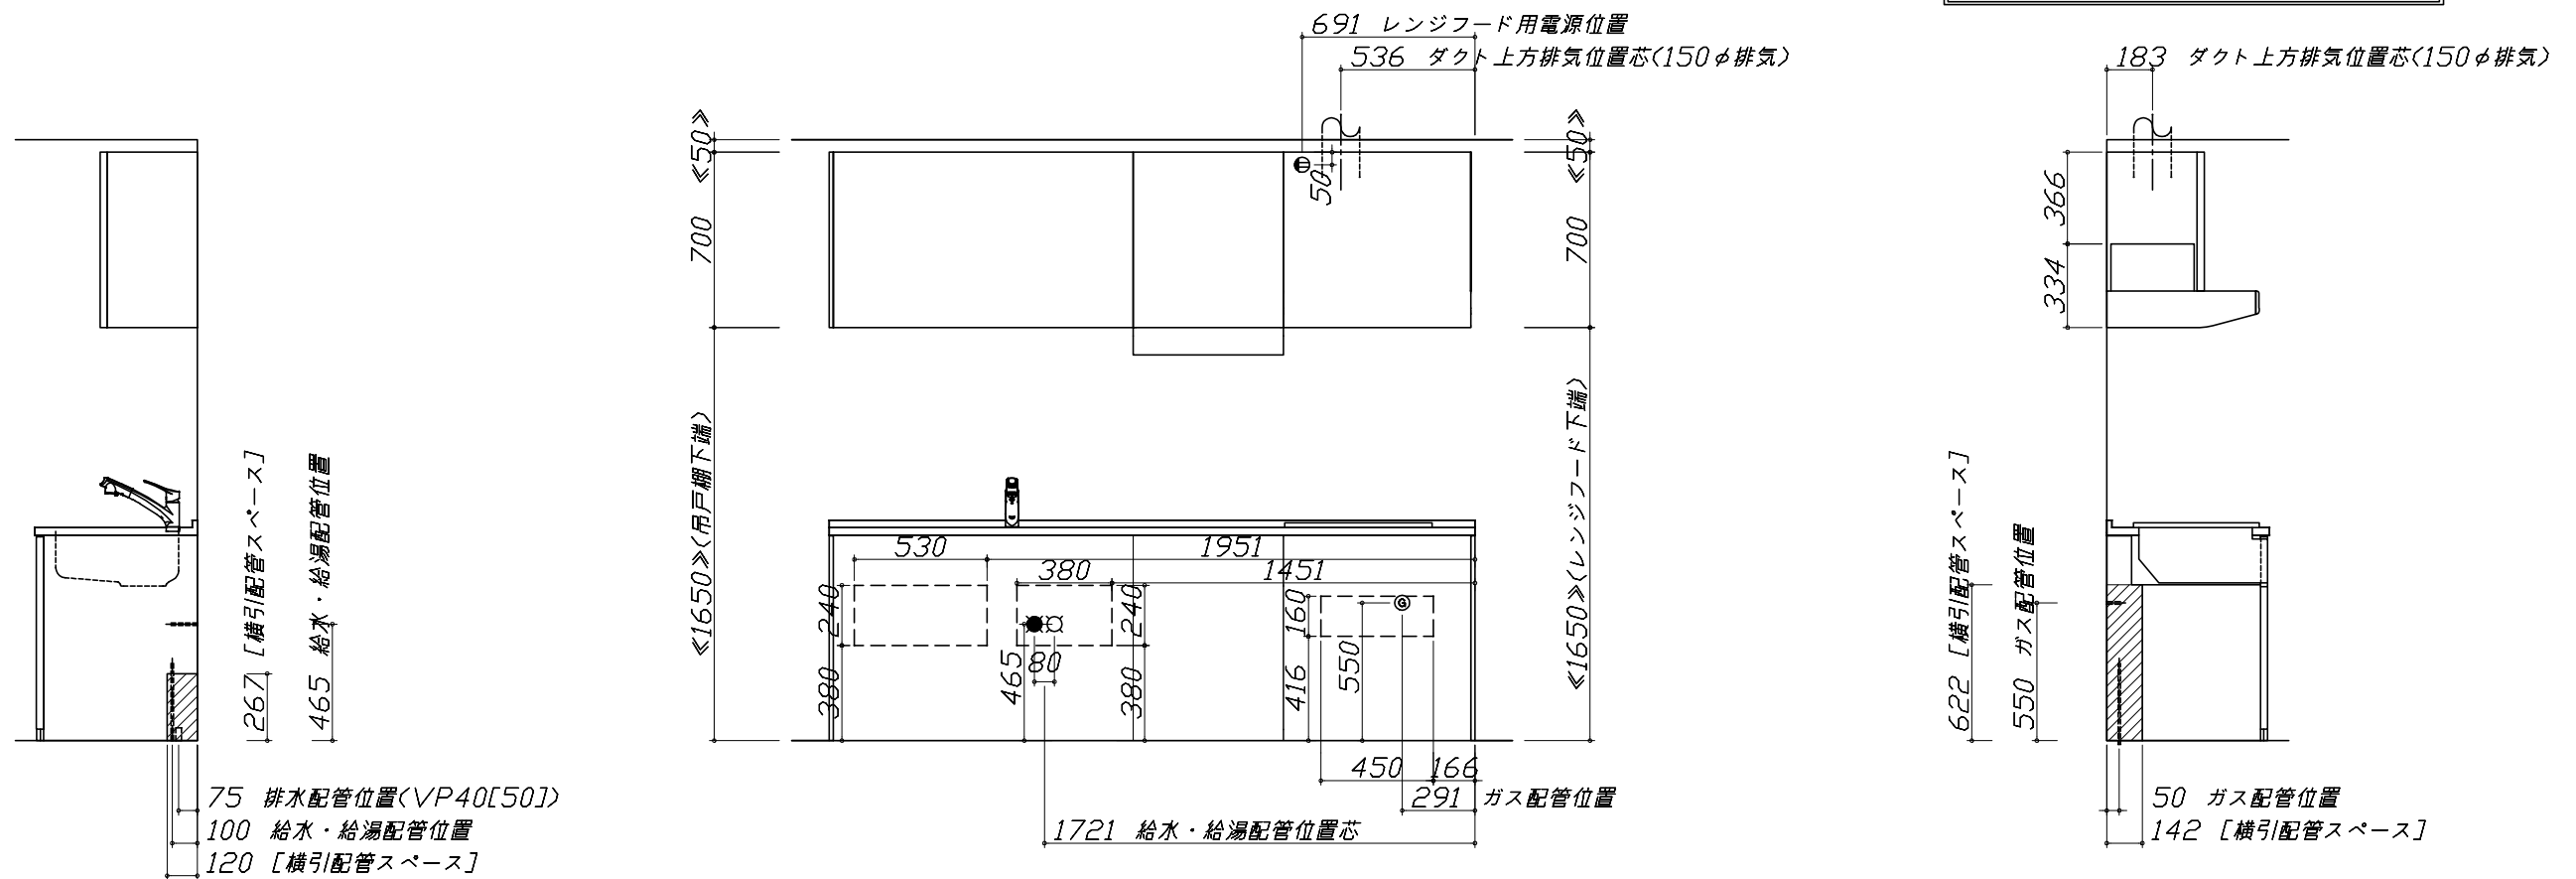 691 レンジフード用電源位置
536 ダクト上方排気位置芯(150φ排気)
183 ダクト上方排気位置芯(150φ排気)
≪50≫
700
≪1650≫(吊戸棚下端)
50
≪50≫
700
≪1650≫(レンジフード下端)
366
334
267 [横引配管スペース]
465 給水・給湯配管位置
75 排水配管位置(VP40[50])
100 給水・給湯配管位置
120 [横引配管スペース]
530
1951
380
1451
240
380
465
80
240
380
160
416
550
G
450
166
291 ガス配管位置
1721 給水・給湯配管位置芯
622 [横引配管スペース]
550 ガス配管位置
50 ガス配管位置
142 [横引配管スペース]